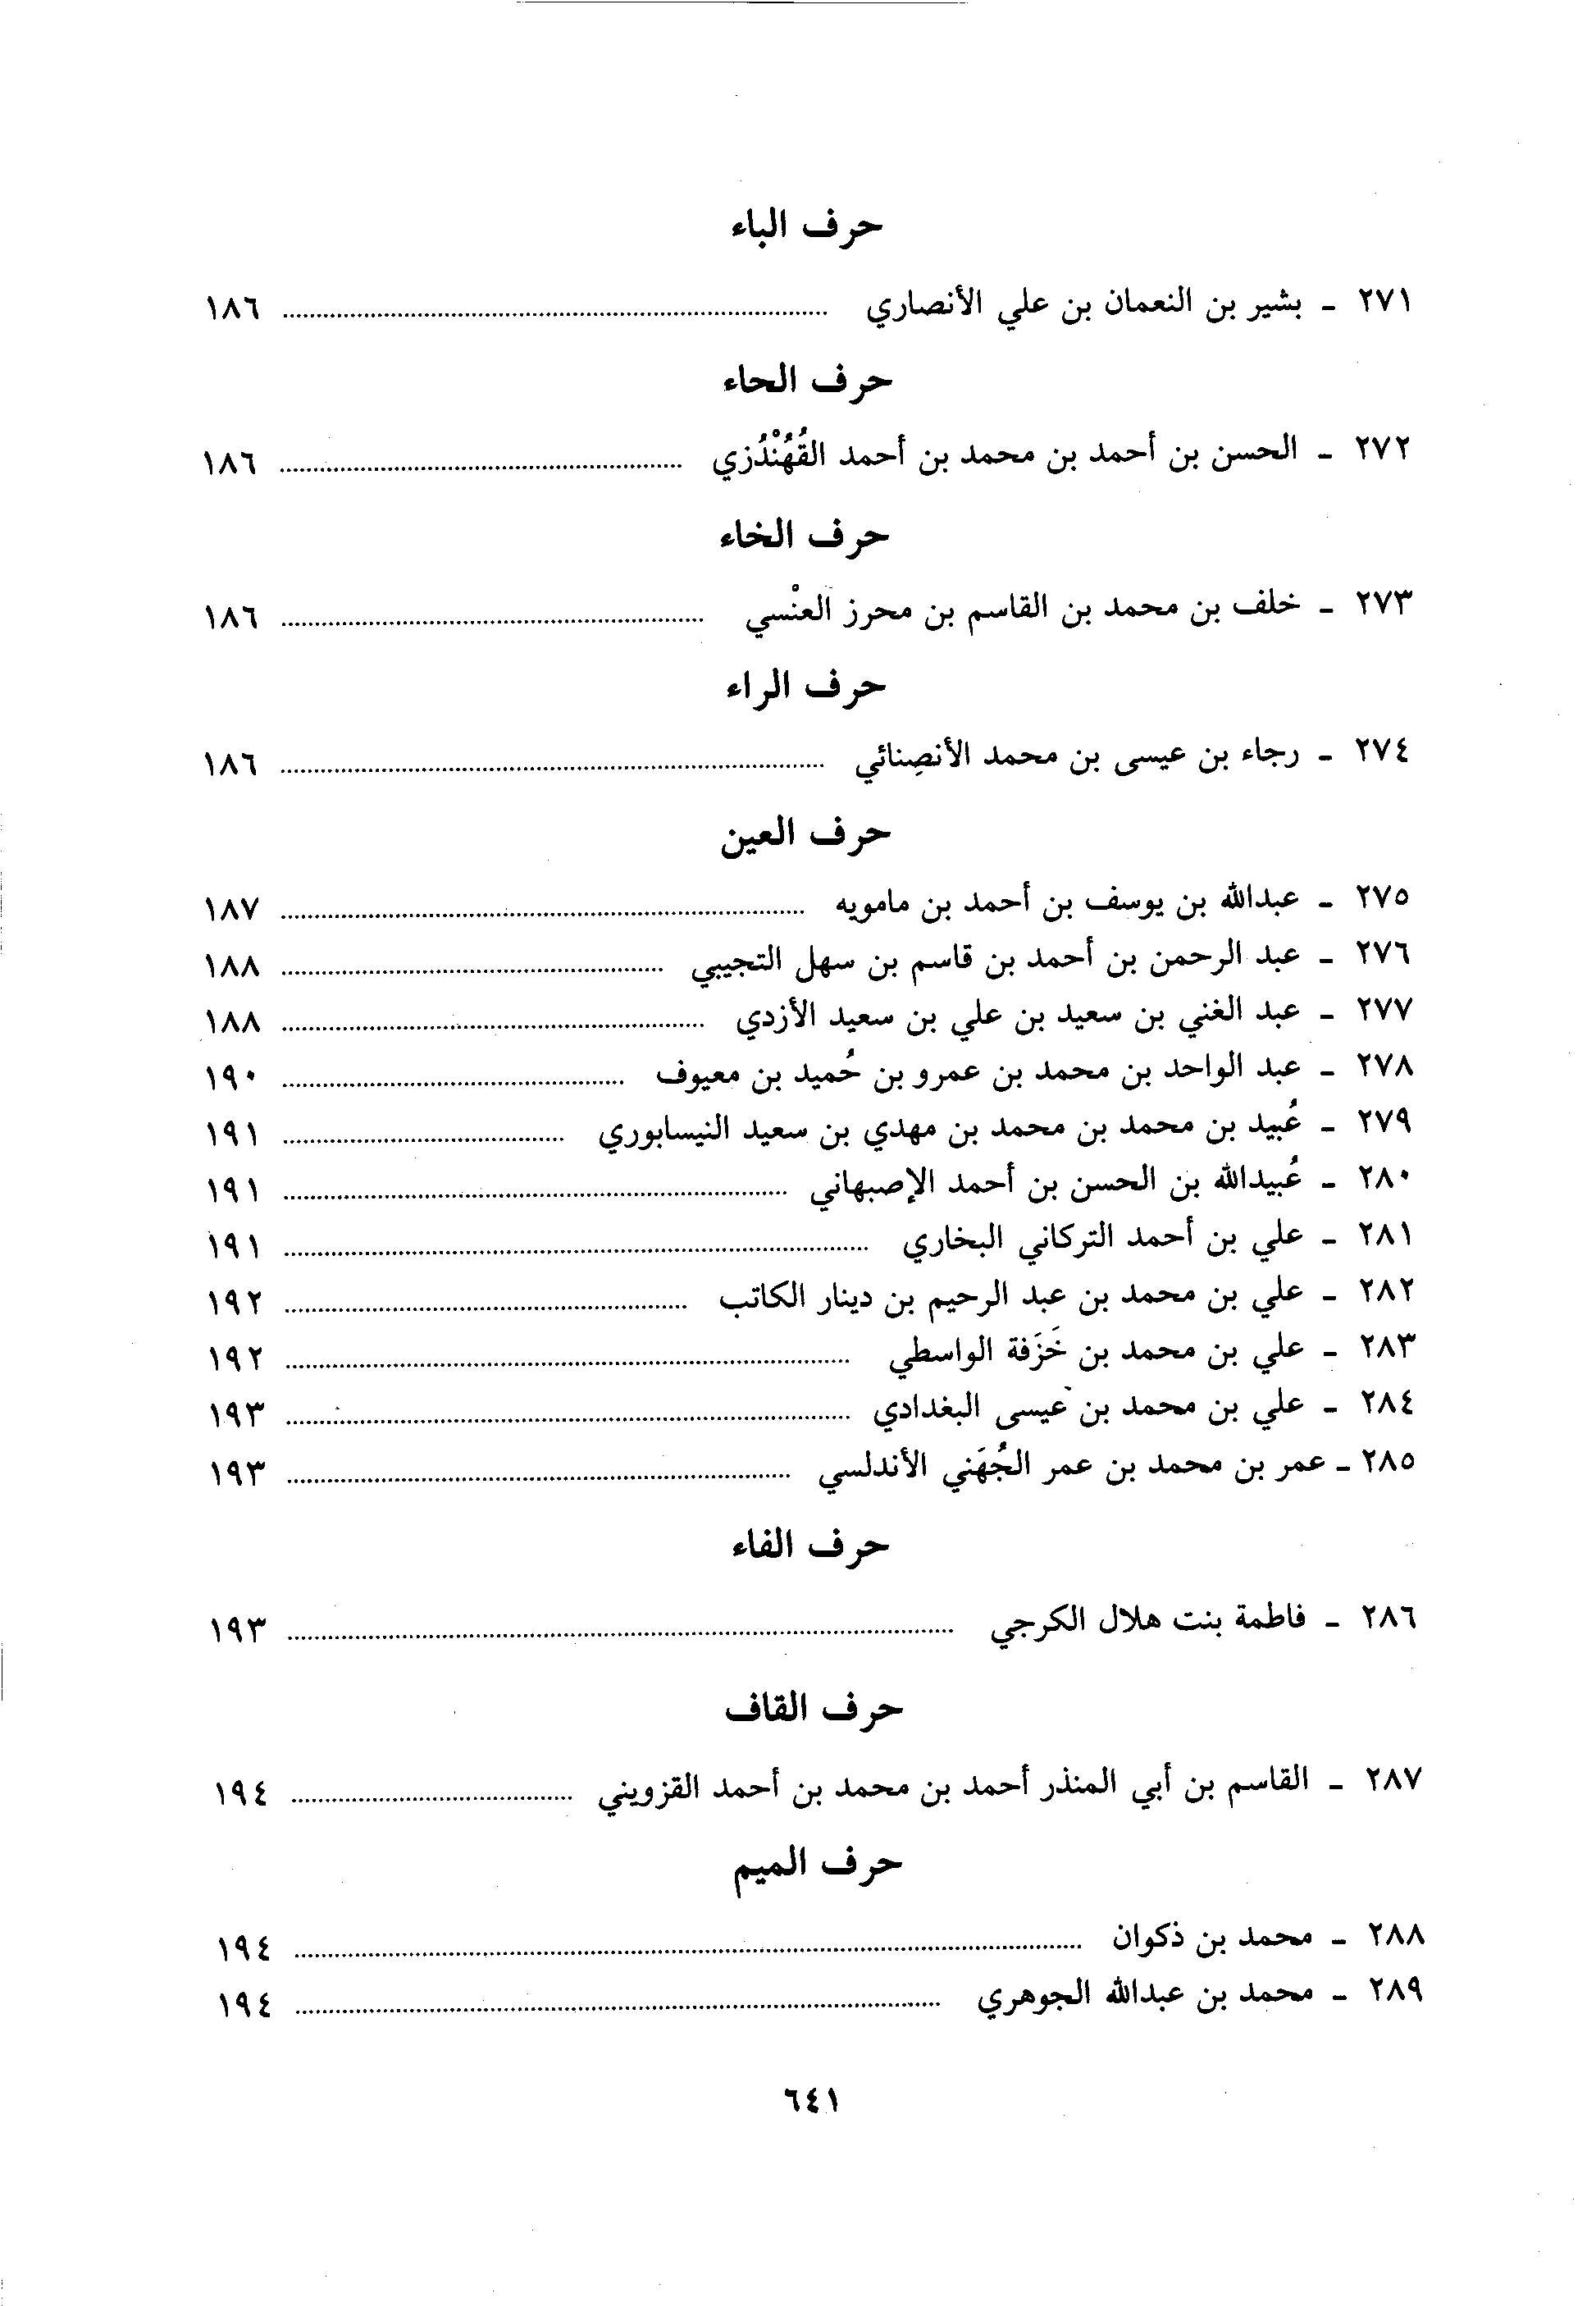 حرف الباء
٢٧١ - بشير بن النعمان بن علي الأنصاري ........ ١٨٦
حرف الحاء
٢٧٢ - الحسن بن أحمد بن محمد بن أحمد القُهُنْدُزي ........ ١٨٦
حرف الخاء
٢٧٣ - خلف بن محمد بن القاسم بن محرز العنْسي ........ ١٨٦
حرف الراء
٢٧٤ - رجاء بن عيسى بن محمد الأنصِنائي ........ ١٨٦
حرف العين
٢٧٥ - عبدالله بن يوسف بن أحمد بن مامويه ........ ١٨٧
٢٧٦ - عبد الرحمن بن أحمد بن قاسم بن سهل التجيبي ........ ١٨٨
٢٧٧ - عبد الغني بن سعيد بن علي بن سعيد الأزدي ........ ١٨٨
٢٧٨ - عبد الواحد بن محمد بن عمرو بن حُميد بن معيوف ........ ١٩٠
٢٧٩ - عُبيد بن محمد بن محمد بن مهدي بن سعيد النيسابوري ........ ١٩١
٢٨٠ - عُبيدالله بن الحسن بن أحمد الإصبهاني ........ ١٩١
٢٨١ - علي بن أحمد التركاني البخاري ........ ١٩١
٢٨٢ - علي بن محمد بن عبد الرحيم بن دينار الكاتب ........ ١٩٢
٢٨٣ - علي بن محمد بن خَزَفة الواسطي ........ ١٩٢
٢٨٤ - علي بن محمد بن عيسى البغدادي ........ ١٩٣
٢٨٥ - عمر بن محمد بن عمر الجُهَني الأندلسي ........ ١٩٣
حرف الفاء
٢٨٦ - فاطمة بنت هلال الكرجي ........ ١٩٣
حرف القاف
٢٨٧ - القاسم بن أبي المنذر أحمد بن محمد بن أحمد القزويني ........ ١٩٤
حرف الميم
٢٨٨ - محمد بن ذكوان ........ ١٩٤
٢٨٩ - محمد بن عبدالله الجوهري ........ ١٩٤
٦٤١